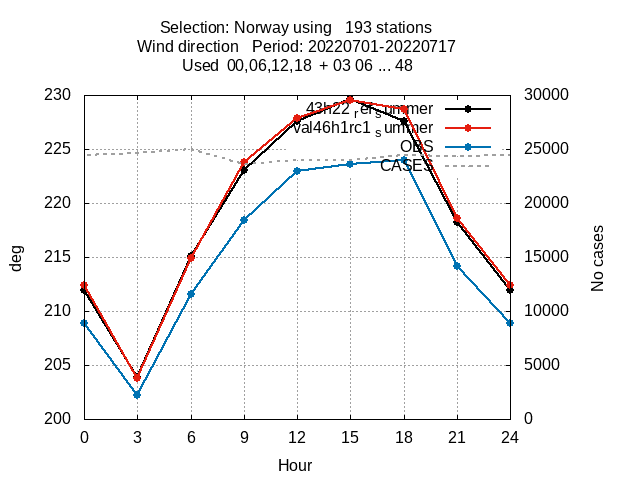 Selection: Norway using 193 stations
Wind direction Period: 20220701-20220717
Used 00,06,12,18 + 03 06 ... 48
230
225
220
215
210
205
200
30000
25000
20000
15000
10000
5000
0
deg
No cases
43h22_ref_summer
val46h1rc1_summer
OBS
CASES
0 3 6 9 12 15 18 21 24
Hour